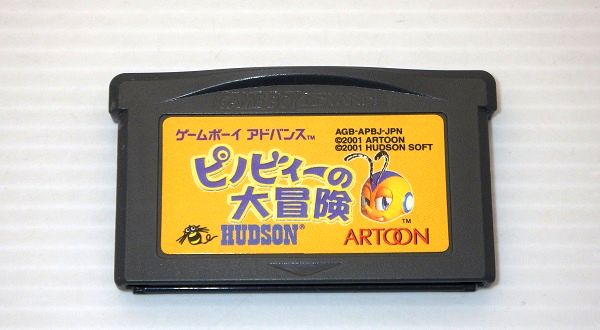 GAME BOY ADVANCE
ゲームボーイ アドバンス™
AGB-APBJ-JPN
©2001 ARTOON
©2001 HUDSON SOFT
ピノビィーの
大冒険
™
HUDSON®
ARTOON